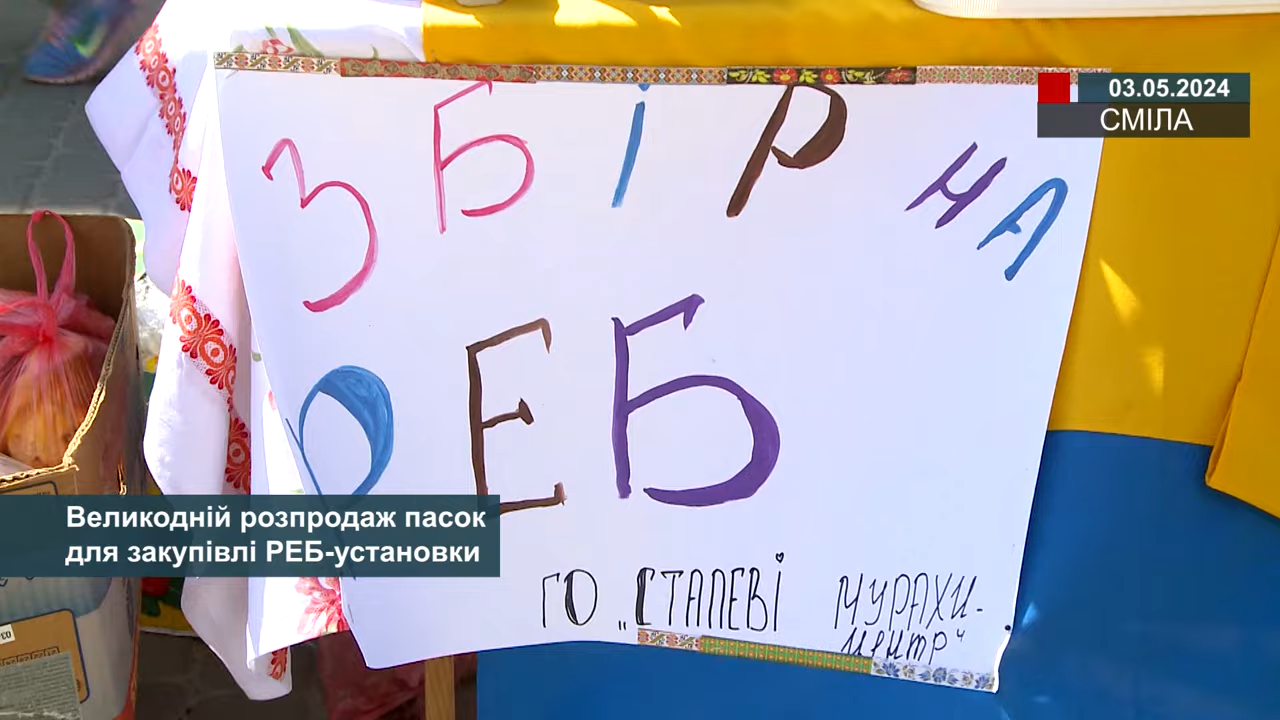 03.05.2024
СМІЛА
ЗБІР НА
РЕБ
Великодній розпродаж пасок
для закупівлі РЕБ-установки
ГО „СТАЛЕВІ МУРАХИ-
центр“